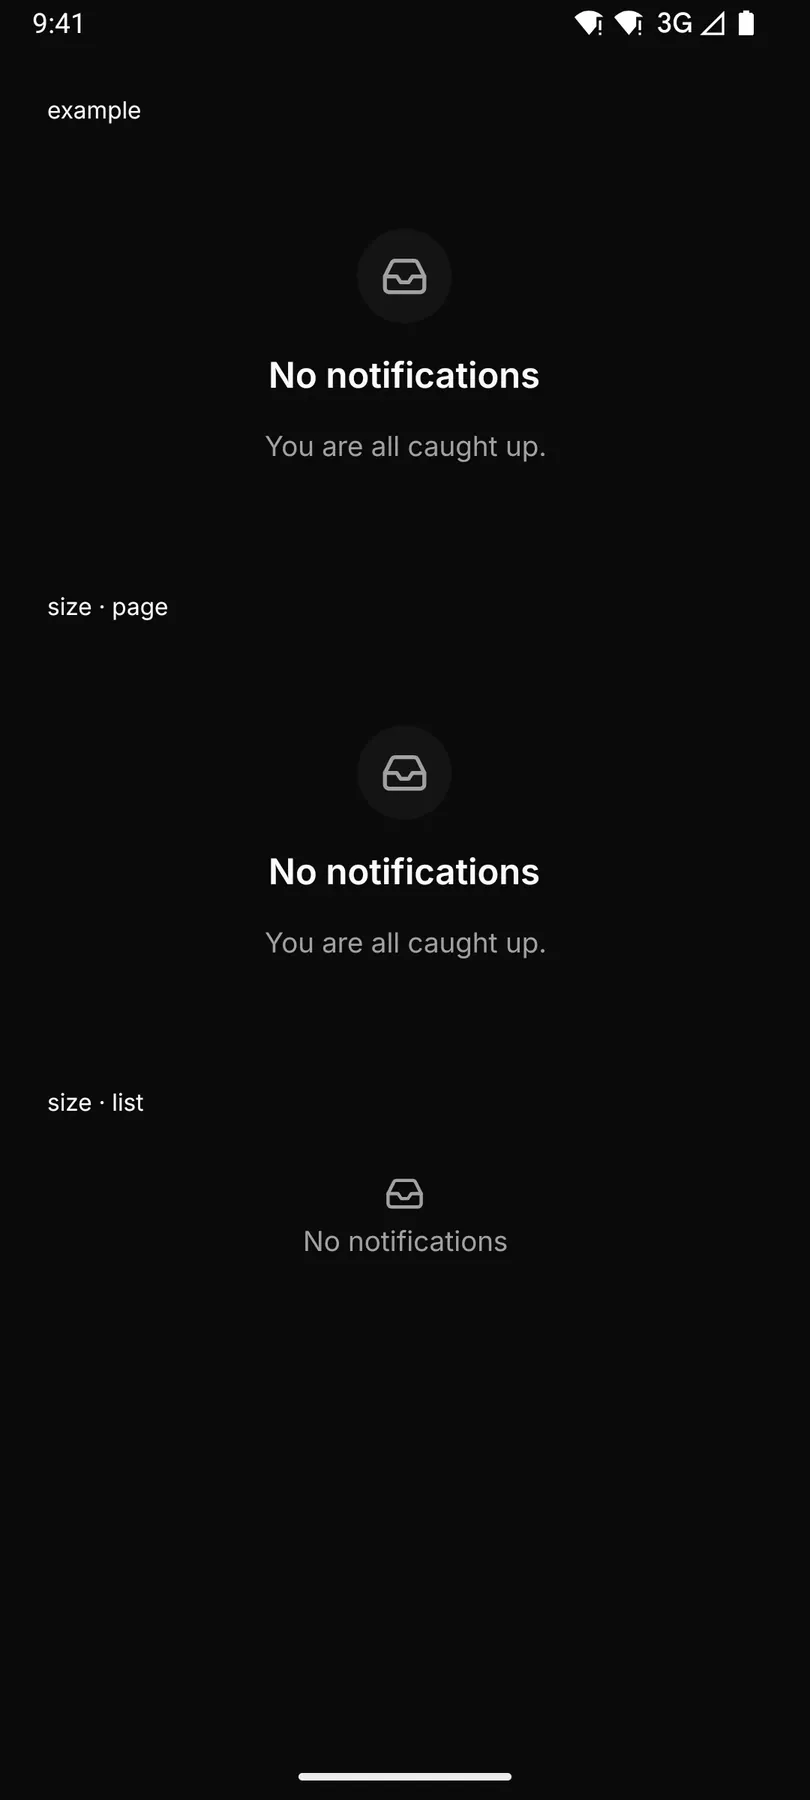 9:41
3G
example
No notifications
You are all caught up.
size · page
No notifications
You are all caught up.
size · list
No notifications